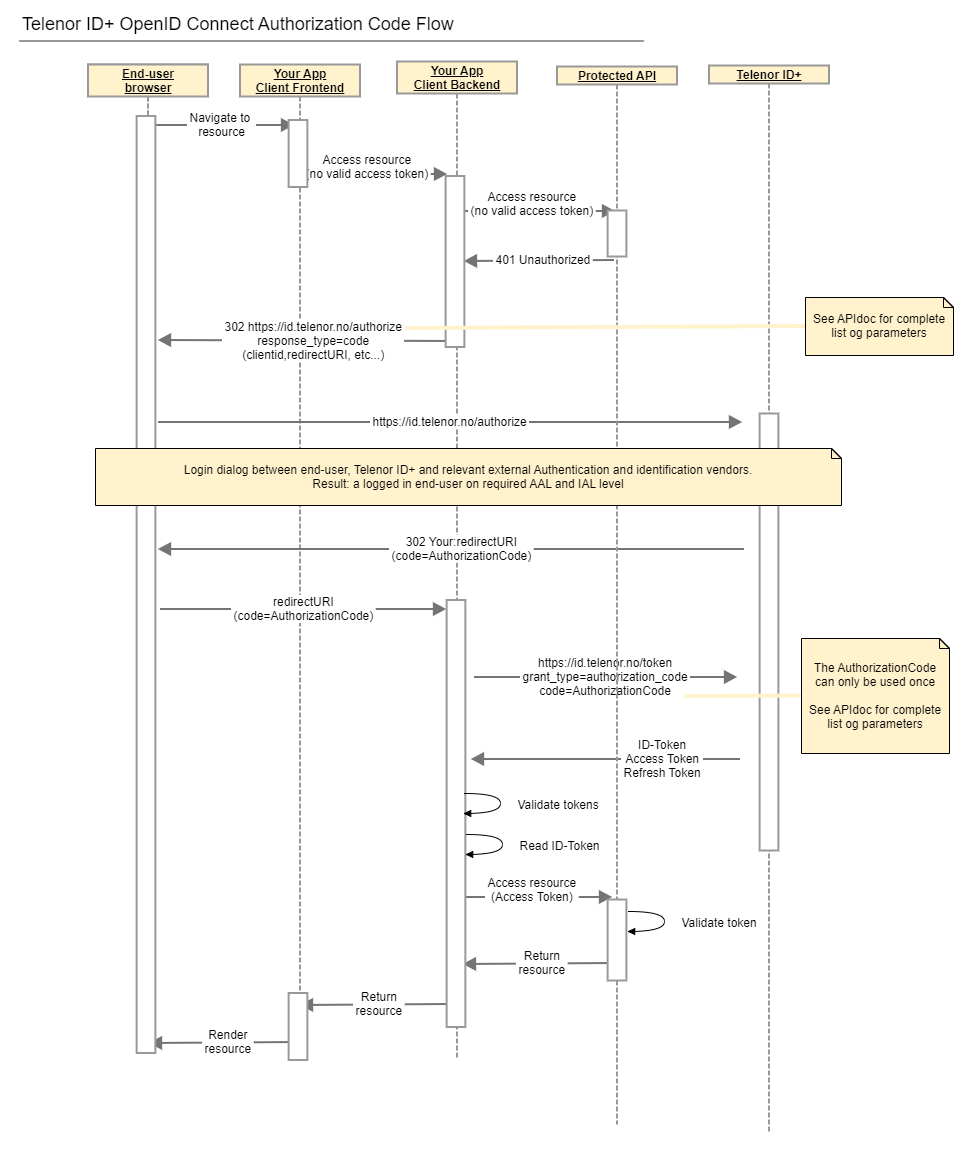 Telenor ID+ OpenID Connect Authorization Code Flow
End-user
browser
Your App
Client Frontend
Your App
Client Backend
Protected API
Telenor ID+
Navigate to
resource
Access resource
(no valid access token)
Access resource
(no valid access token)
401 Unauthorized
302 https://id.telenor.no/authorize
response_type=code
(clientid,redirectURI, etc...)
See APIdoc for complete
list og parameters
https://id.telenor.no/authorize
Login dialog between end-user, Telenor ID+ and relevant external Authentication and identification vendors.
Result: a logged in end-user on required AAL and IAL level
302 Your:redirectURI
(code=AuthorizationCode)
redirectURI
(code=AuthorizationCode)
https://id.telenor.no/token
grant_type=authorization_code
code=AuthorizationCode
The AuthorizationCode
can only be used once
See APIdoc for complete
list og parameters
ID-Token
Access Token
Refresh Token
Validate tokens
Read ID-Token
Access resource
(Access Token)
Validate token
Return
resource
Return
resource
Render
resource